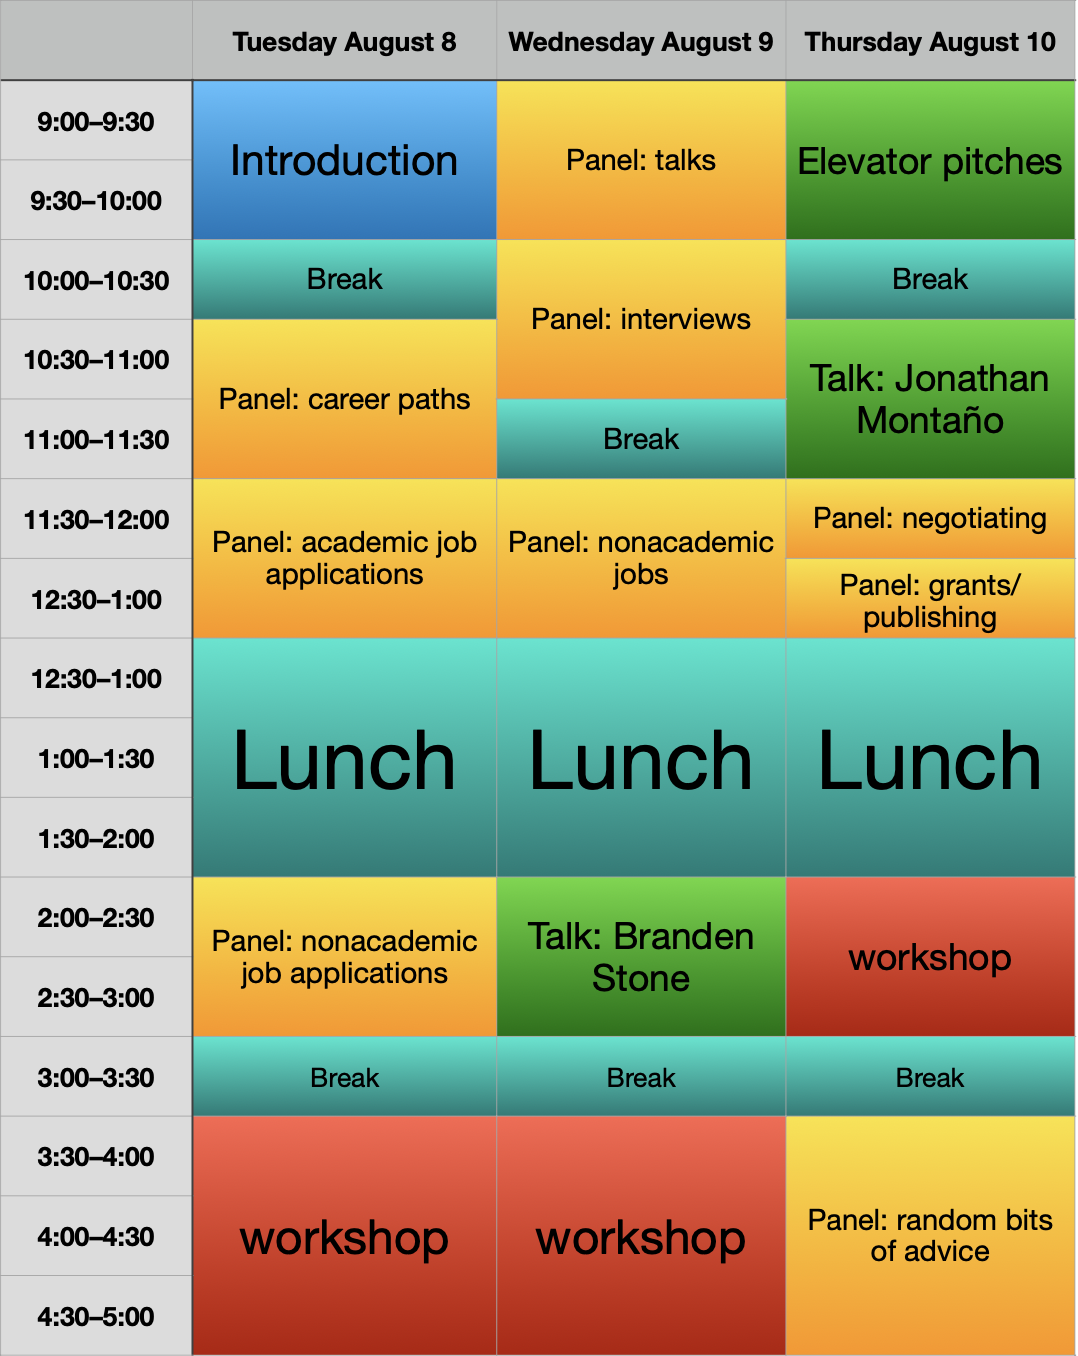 Tuesday August 8 Wednesday August 9 Thursday August 10
9:00–9:30
Introduction
Panel: talks
Elevator pitches
9:30–10:00
10:00–10:30
Break
Panel: interviews
Break
10:30–11:00
Panel: career paths
Talk: Jonathan
Montaño
11:00–11:30
Break
11:30–12:00
Panel: academic job
applications
Panel: nonacademic
jobs
Panel: negotiating
12:30–1:00
Panel: grants/
publishing
12:30–1:00
Lunch
Lunch
Lunch
1:00–1:30
1:30–2:00
2:00–2:30
Panel: nonacademic
job applications
Talk: Branden
Stone
workshop
2:30–3:00
3:00–3:30
Break
Break
Break
3:30–4:00
workshop
workshop
Panel: random bits
of advice
4:00–4:30
4:30–5:00